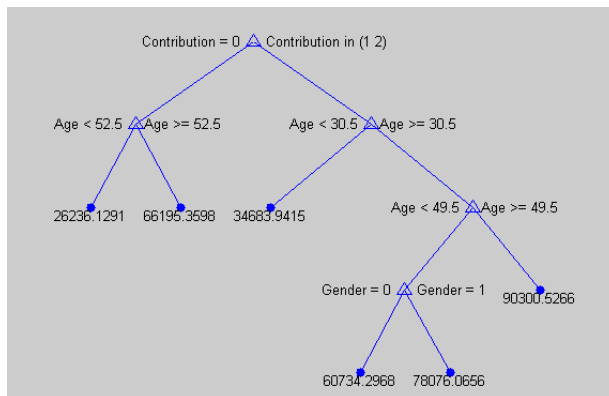 Contribution = 0 Contribution in (1 2)
Age < 52.5 Age >= 52.5 Age < 30.5 Age >= 30.5
26236.1291 66195.3598 34683.9415 Age < 49.5 Age >= 49.5
Gender = 0 Gender = 1 90300.5266
60734.2968 78076.0656